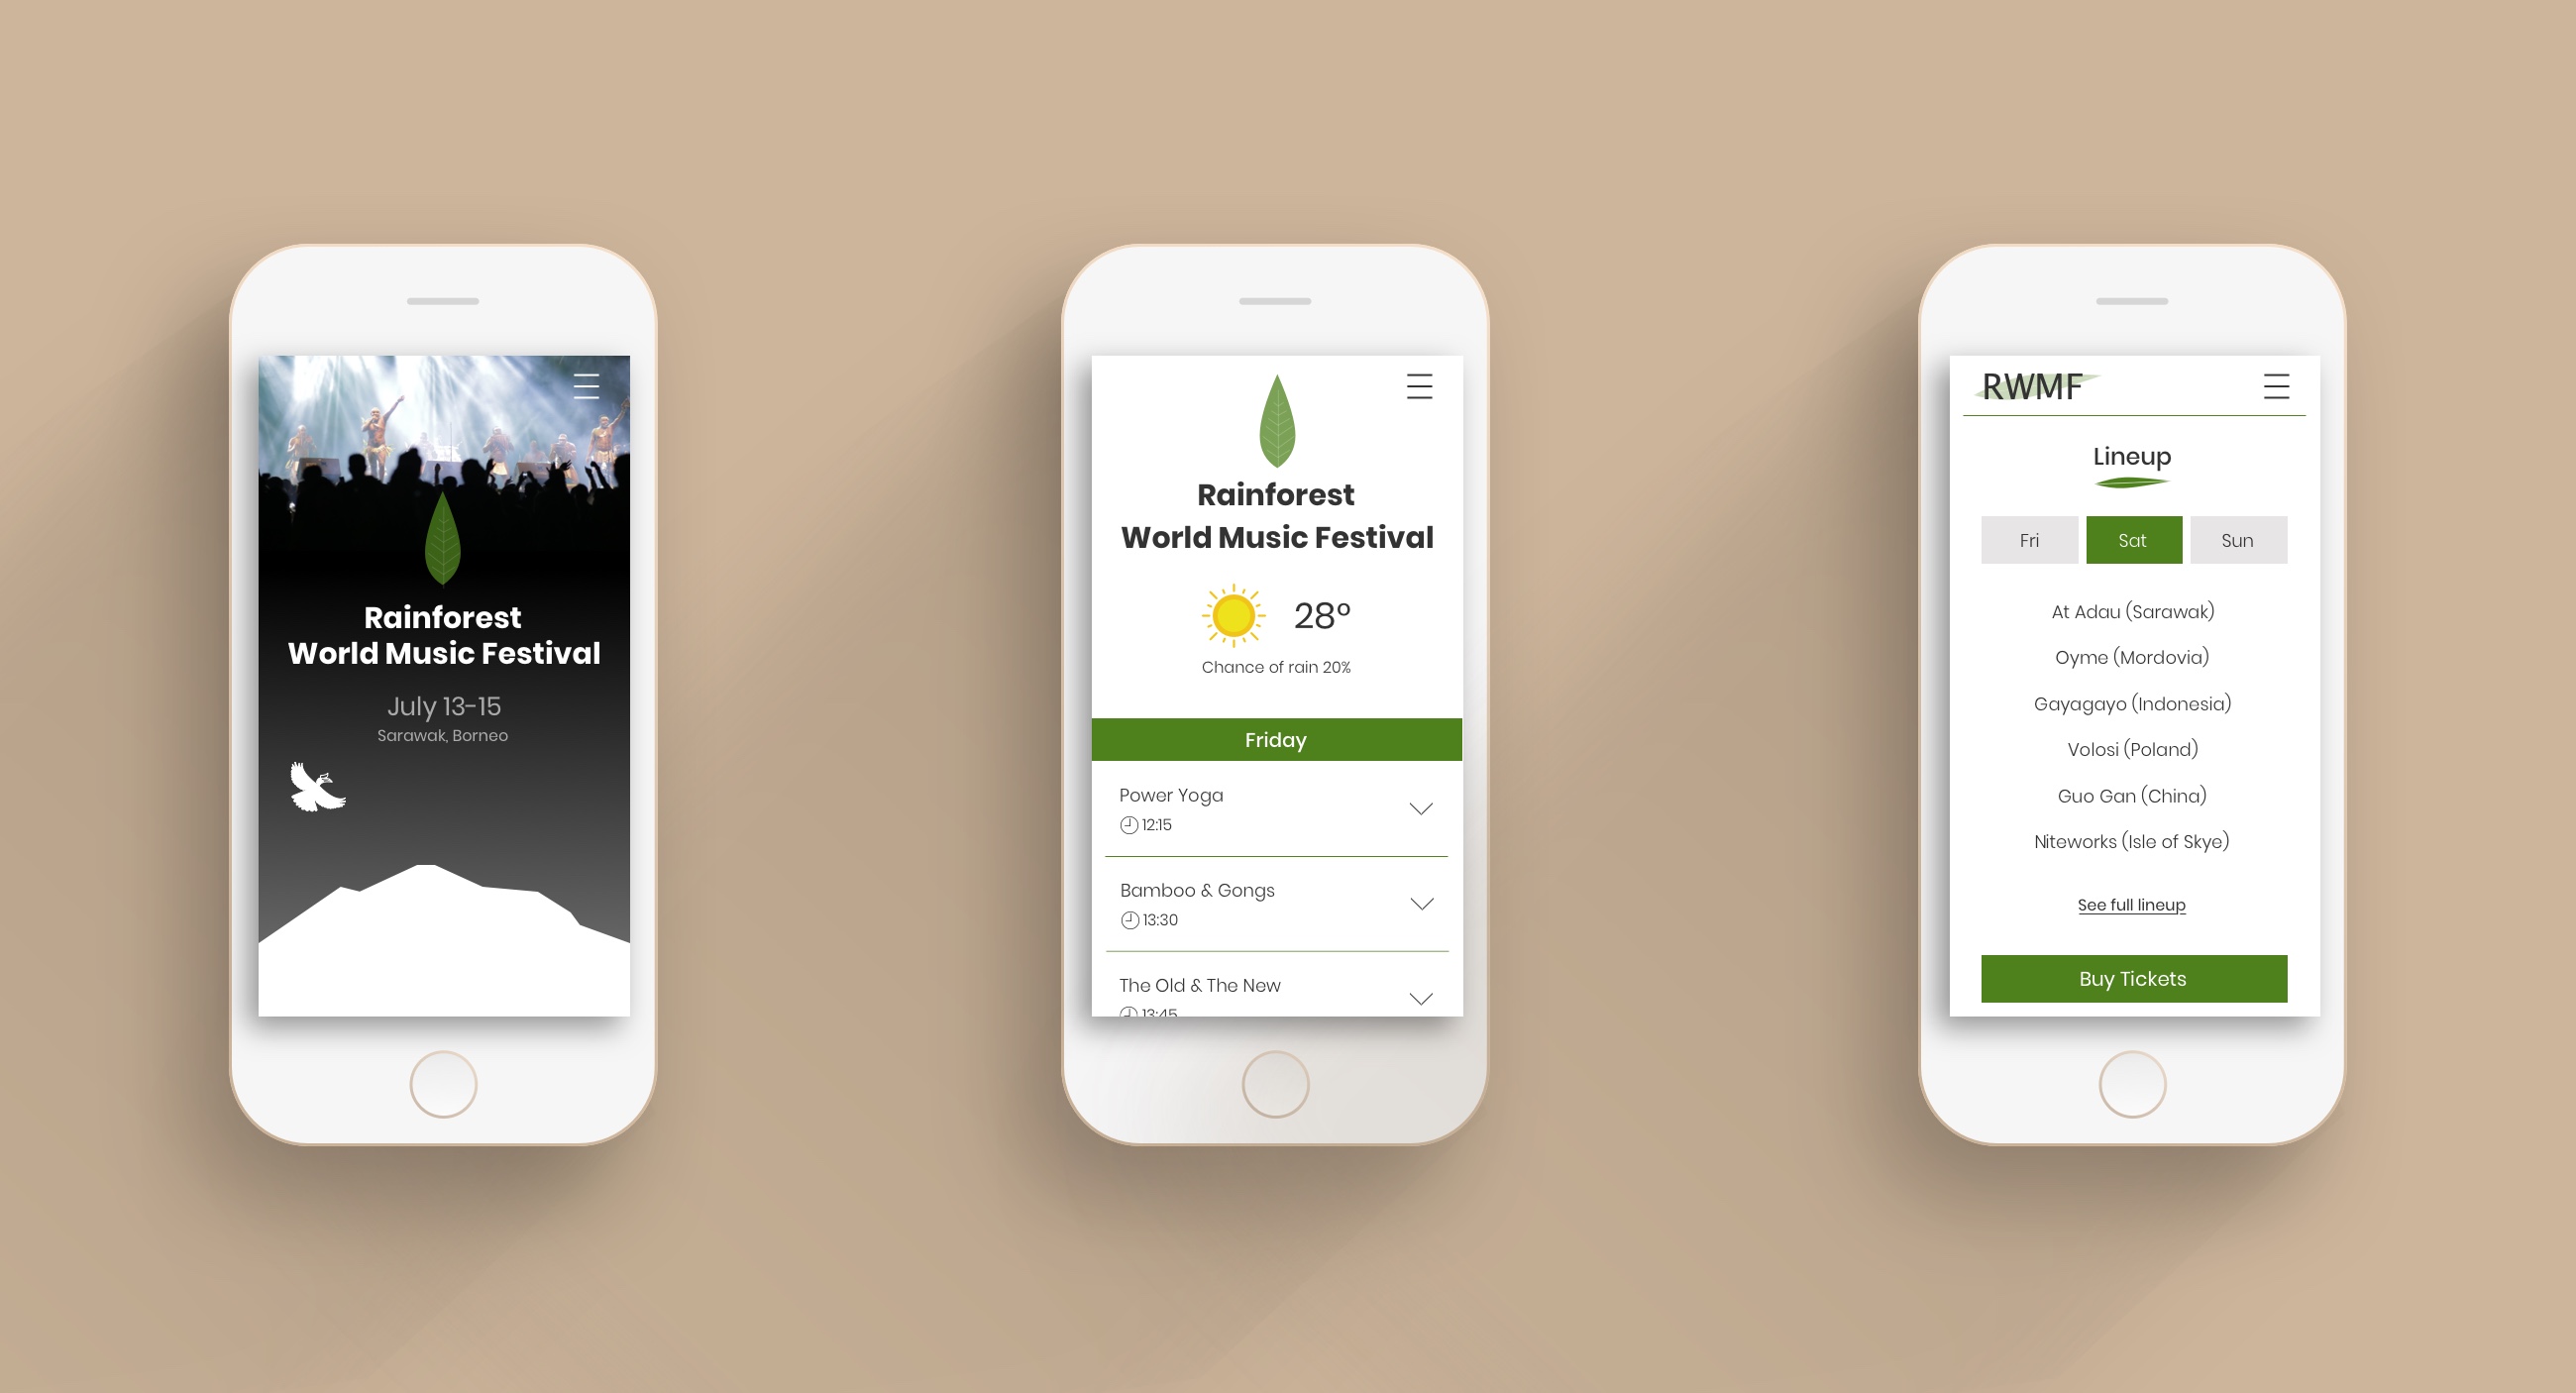 Rainforest
World Music Festival
July 13-15
Sarawak, Borneo
Rainforest
World Music Festival
28°
Chance of rain 20%
Friday
Power Yoga
12:15
Bamboo & Gongs
13:30
The Old & The New
13:45
RWMF
Lineup
Fri
Sat
Sun
At Adau (Sarawak)
Oyme (Mordovia)
Gayagayo (Indonesia)
Volosi (Poland)
Guo Gan (China)
Niteworks (Isle of Skye)
See full lineup
Buy Tickets